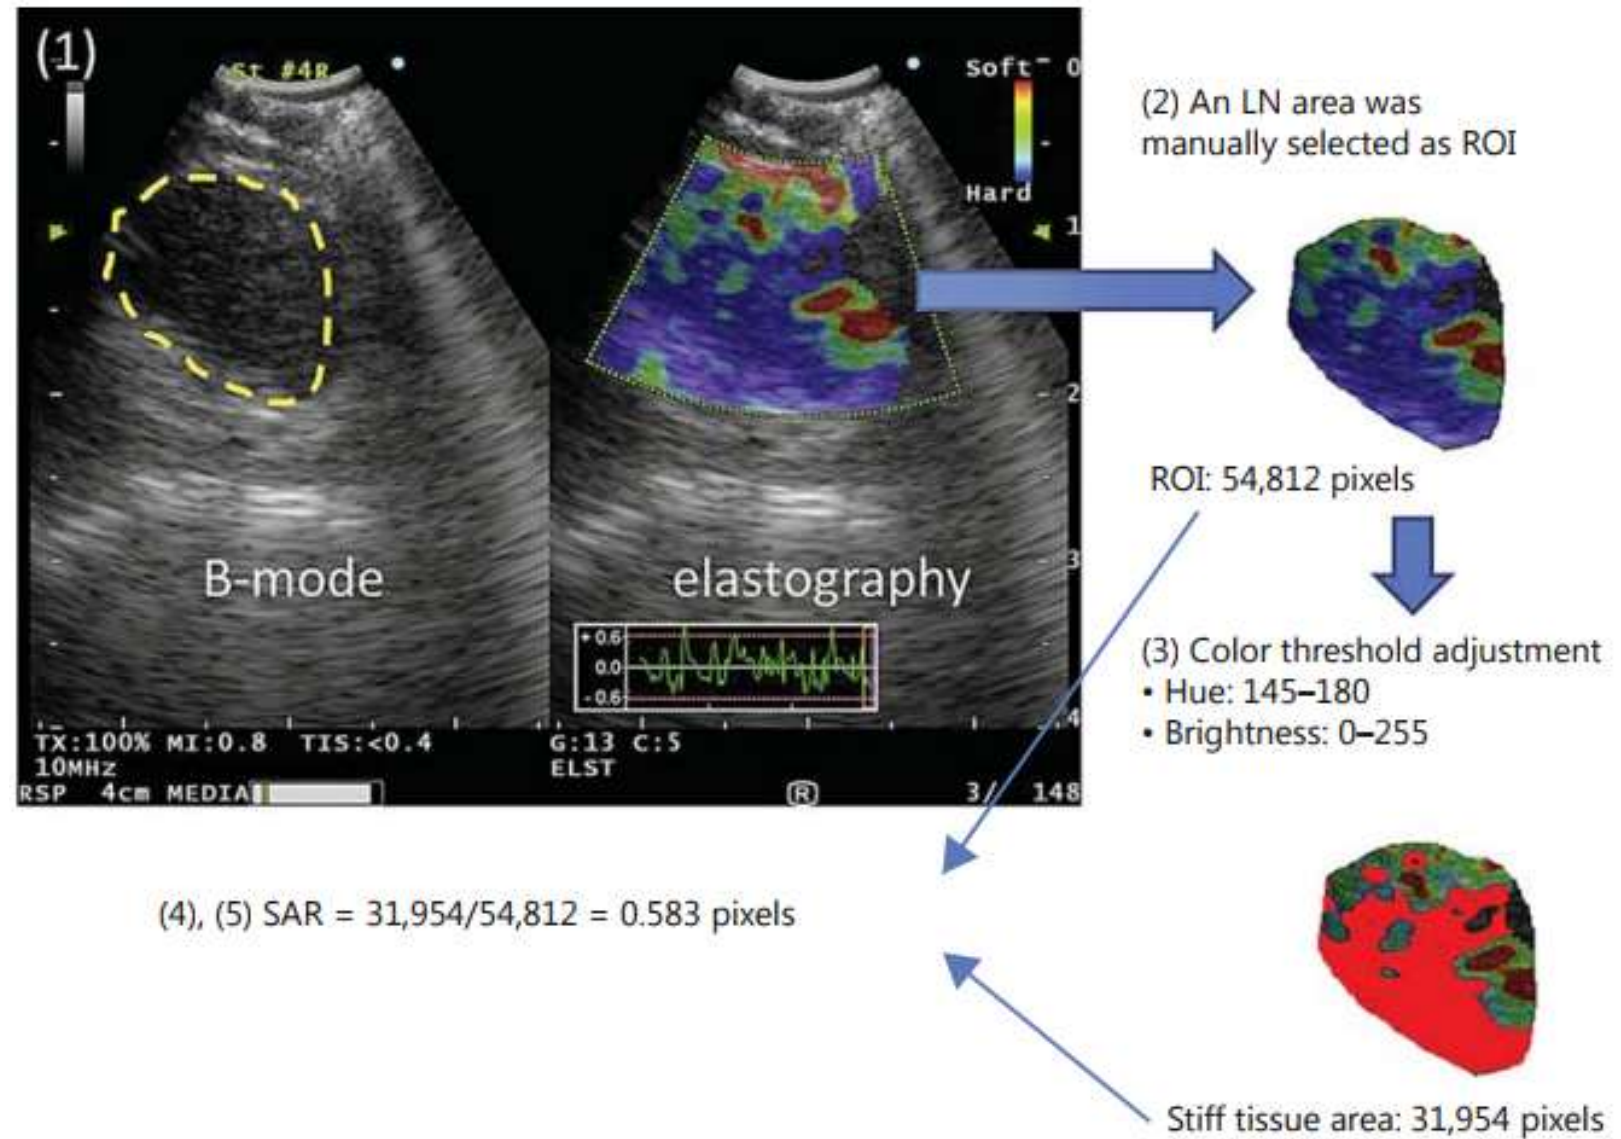 (1)
St #4R
Soft
0
Hard
1
2
3
4
B-mode
elastography
+0.6
0.0
-0.6
TX:100% MI:0.8 TIS:<0.4
10MHz
RSP 4cm MEDIA
G:13 C:5
ELST
R
3/ 148
(2) An LN area was
manually selected as ROI
ROI: 54,812 pixels
(3) Color threshold adjustment
• Hue: 145–180
• Brightness: 0–255
(4), (5) SAR = 31,954/54,812 = 0.583 pixels
Stiff tissue area: 31,954 pixels